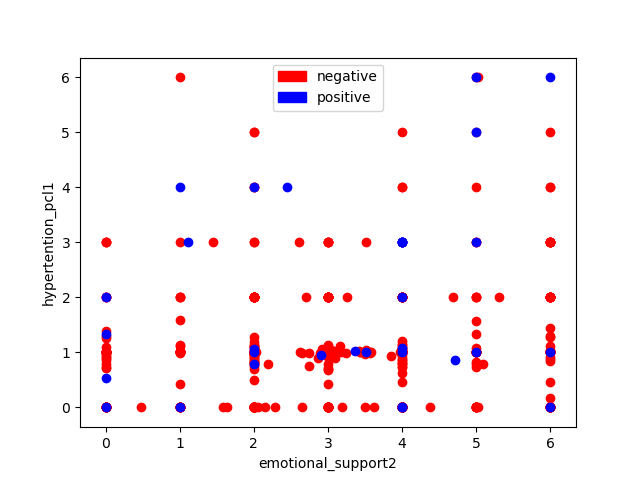 negative
positive
6
5
4
3
2
1
0
hypertention_pcl1
0 1 2 3 4 5 6
emotional_support2